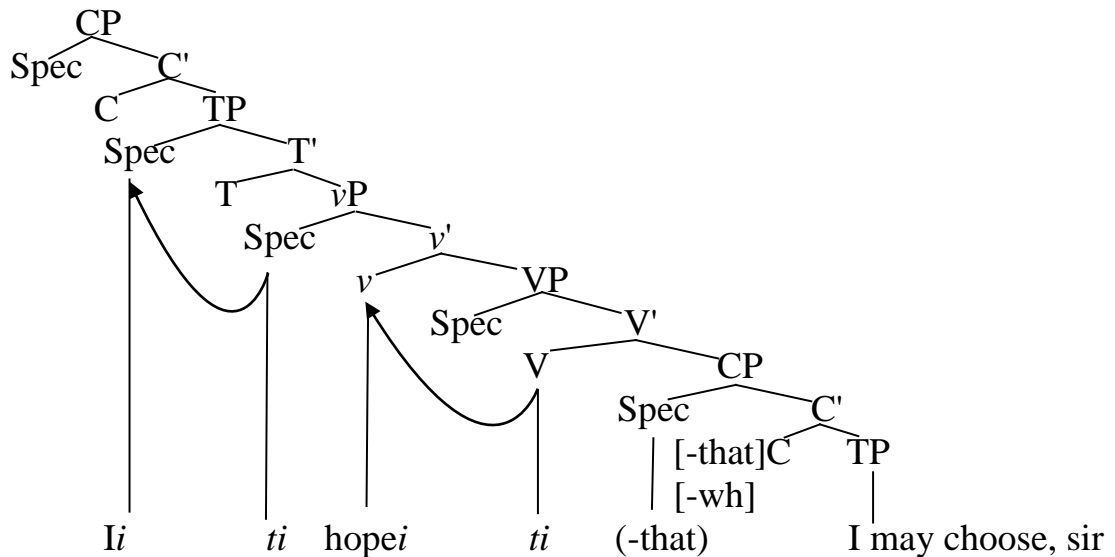 CP
Spec C'
C TP
Spec T'
T vP
Spec v'
v VP
Spec V'
V CP
Spec C'
[-that]C TP
[-wh]
Ii ti hopei ti (-that) I may choose, sir